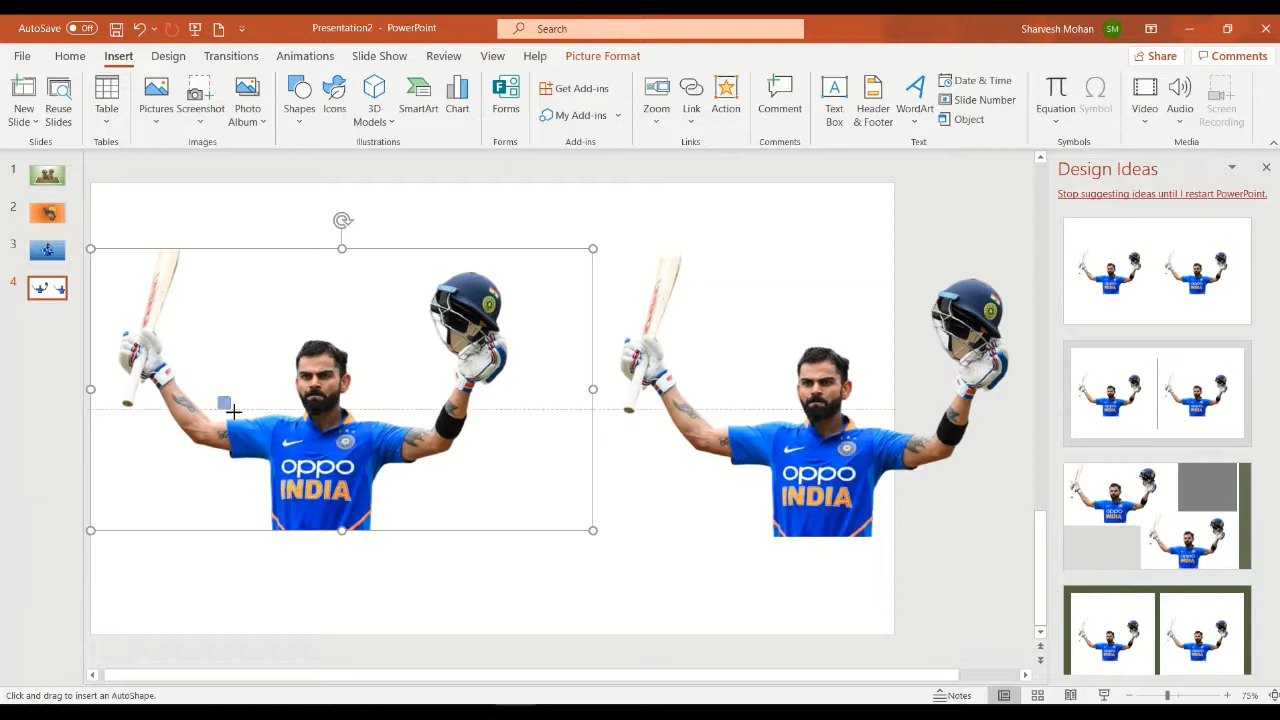 AutoSave Off Presentation2 - PowerPoint Search Sharvesh Mohan SM
File Home Insert Design Transitions Animations Slide Show Review View Help Picture Format Share Comments
New Slide Reuse Slides Table Pictures Screenshot Photo Album Shapes Icons 3D Models SmartArt Chart Forms Get Add-ins My Add-ins Zoom Link Action Comment Text Box Header & Footer WordArt Date & Time Slide Number Object Equation Symbol Video Audio Screen Recording
Slides Tables Images Illustrations Forms Add-ins Links Comments Text Symbols Media
Design Ideas
Stop suggesting ideas until I restart PowerPoint.
1
2
3
4
oppo
INDIA
oppo
INDIA
Click and drag to insert an AutoShape. Notes 75%